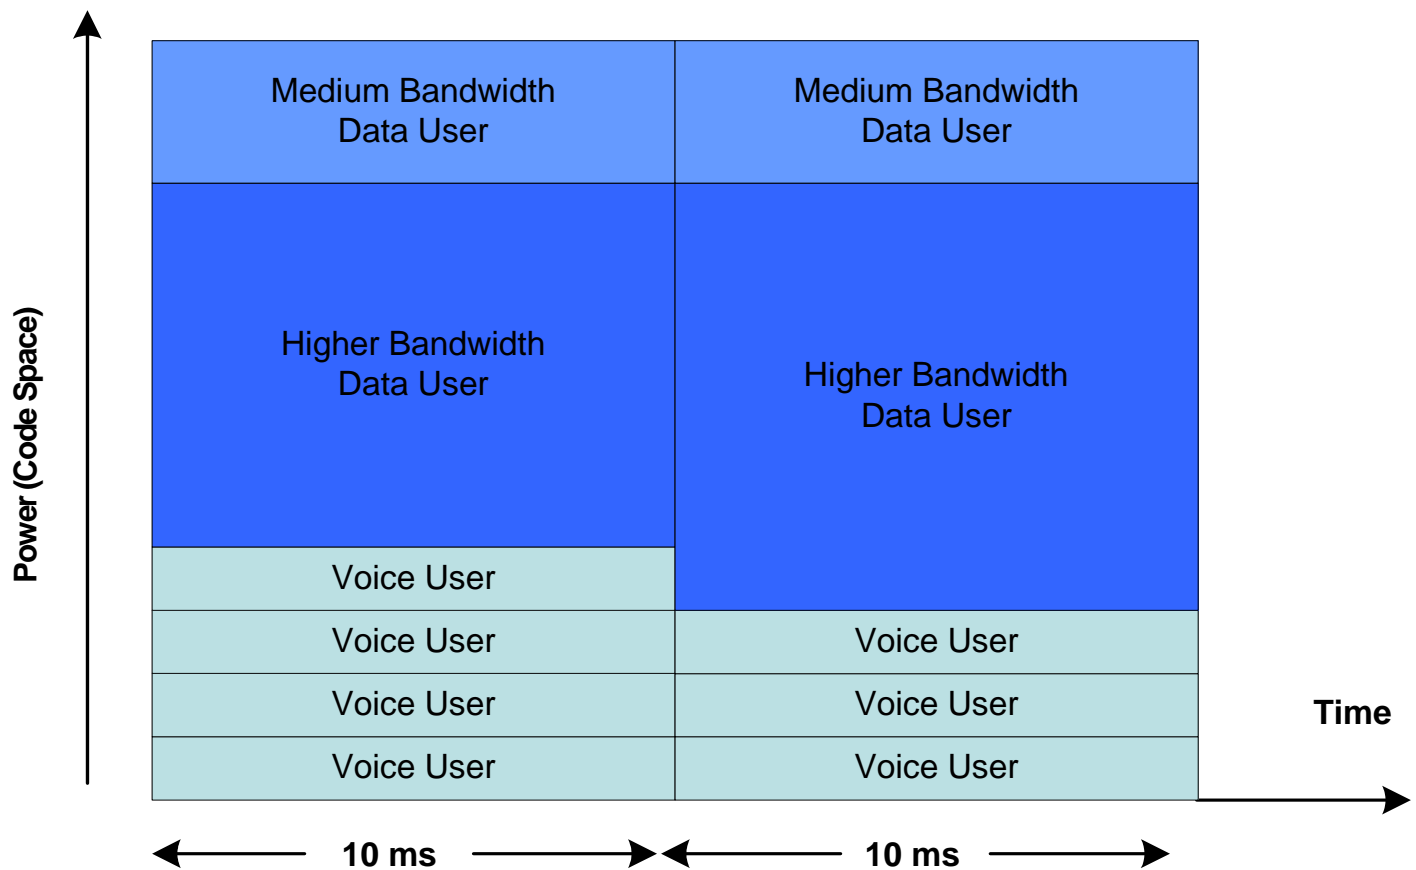 Medium Bandwidth
Data User
Medium Bandwidth
Data User
Higher Bandwidth
Data User
Higher Bandwidth
Data User
Power (Code Space)
Voice User
Voice User
Voice User
Voice User
Voice User
Voice User
Voice User
Time
10 ms
10 ms